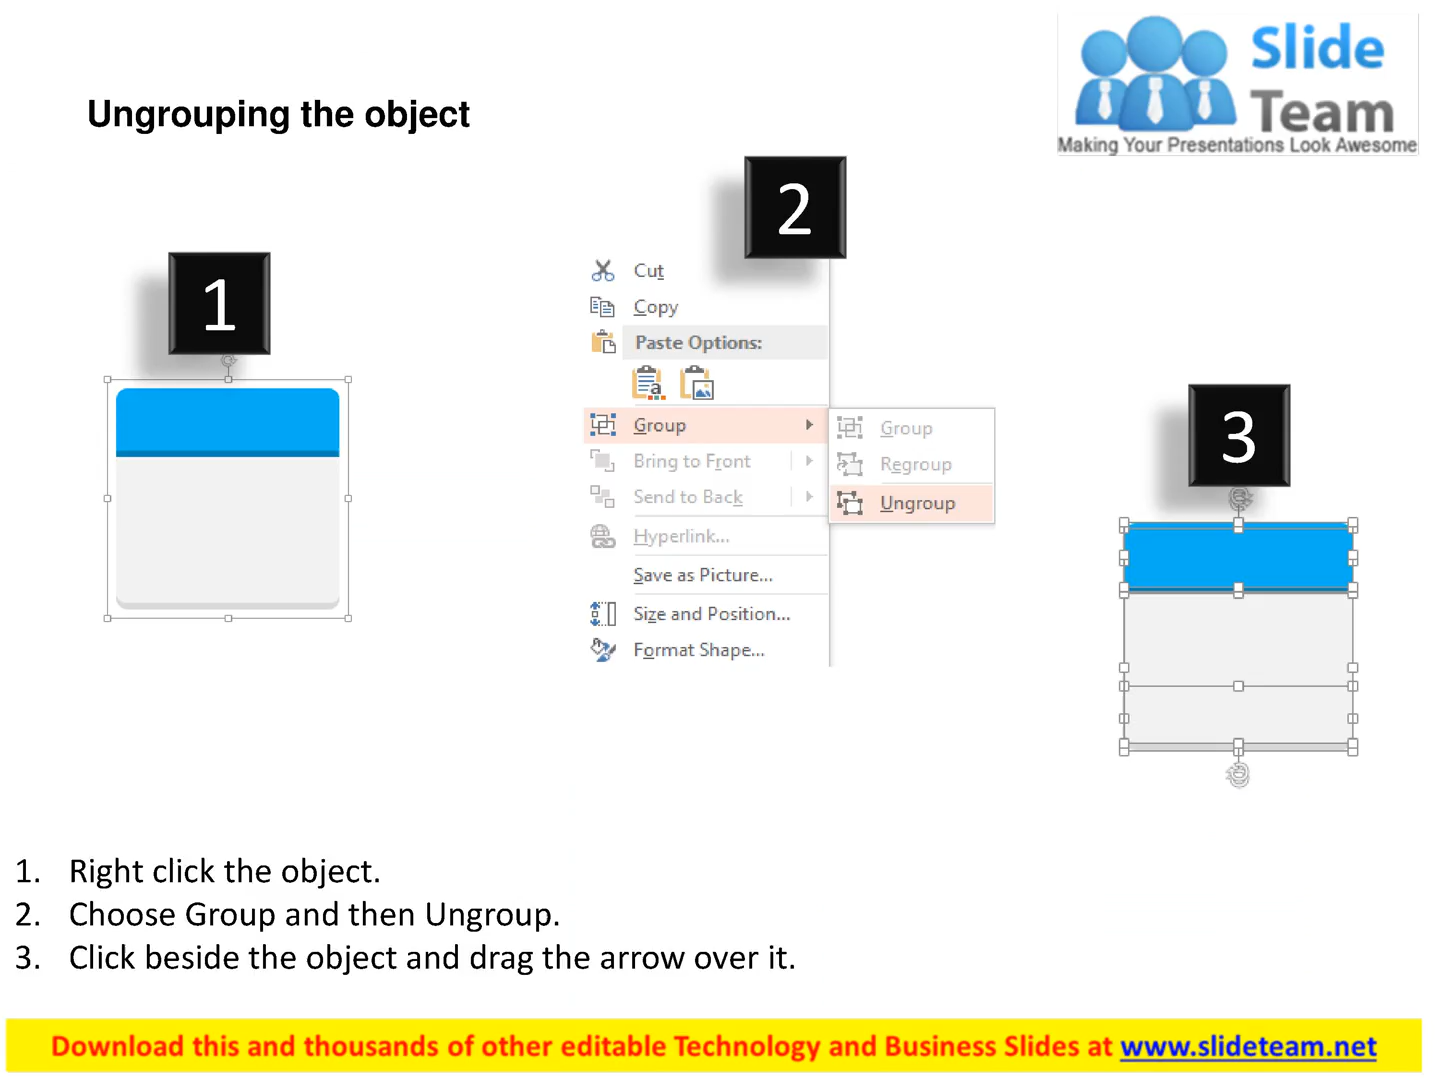 Slide
Team
Making Your Presentations Look Awesome
Ungrouping the object
1
2
Cut
Copy
Paste Options:
Group
Bring to Front
Send to Back
Hyperlink...
Save as Picture...
Size and Position...
Format Shape...
Group
Regroup
Ungroup
3
1. Right click the object.
2. Choose Group and then Ungroup.
3. Click beside the object and drag the arrow over it.
Download this and thousands of other editable Technology and Business Slides at www.slideteam.net